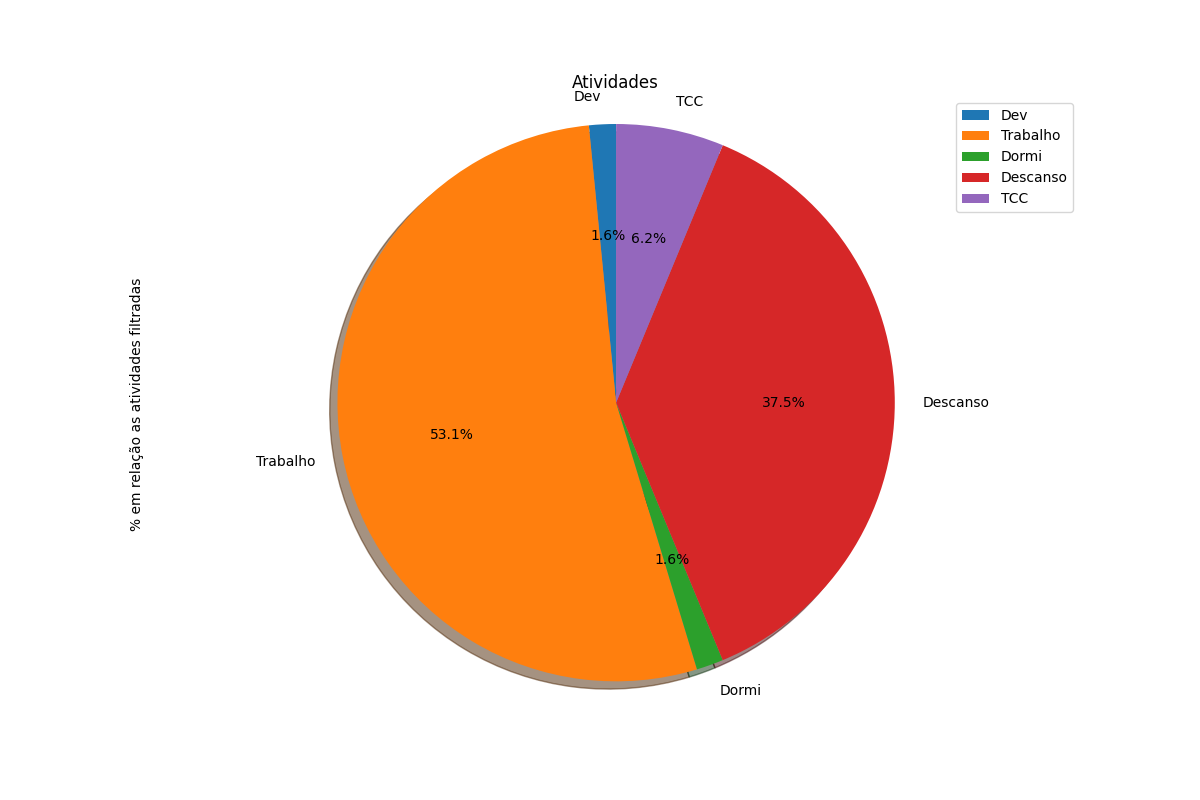 Atividades
Dev
TCC
Dev
Trabalho
Dormi
Descanso
TCC
1.6%
6.2%
% em relação as atividades filtradas
37.5%
Descanso
53.1%
Trabalho
1.6%
Dormi